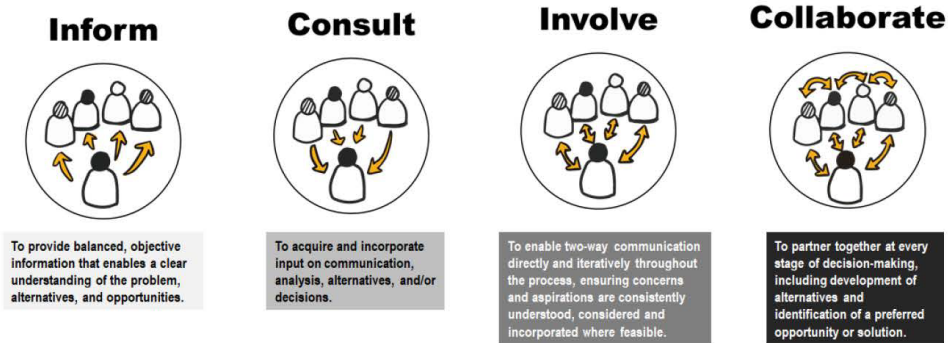 Inform
To provide balanced, objective
information that enables a clear
understanding of the problem,
alternatives, and opportunities.
Consult
To acquire and incorporate
input on communication,
analysis, alternatives, and/or
decisions.
Involve
To enable two-way communication
directly and iteratively throughout
the process, ensuring concerns
and aspirations are consistently
understood, considered and
incorporated where feasible.
Collaborate
To partner together at every
stage of decision-making,
including development of
alternatives and
identification of a preferred
opportunity or solution.